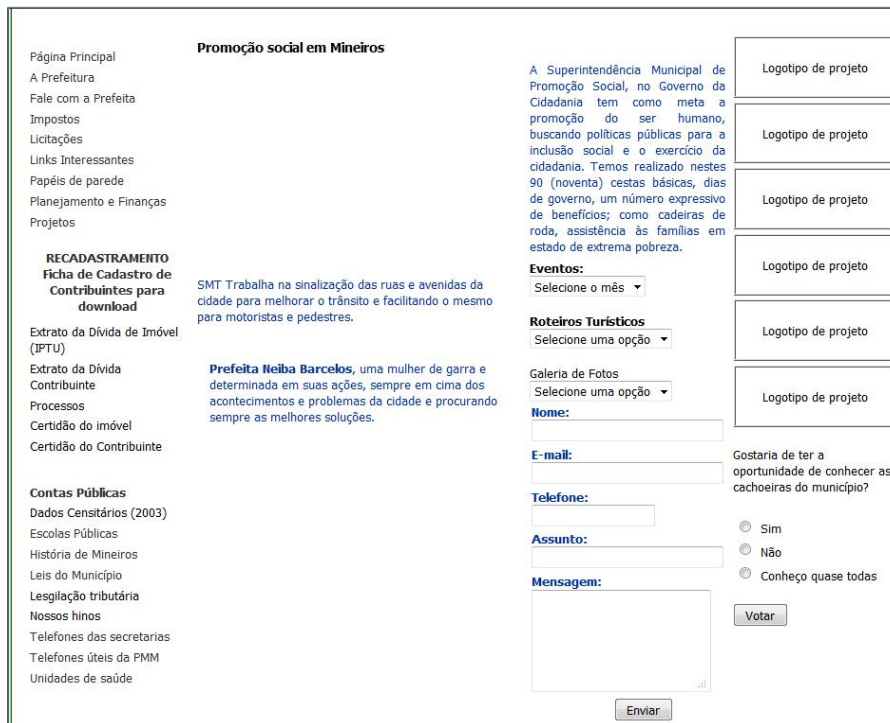 Página Principal
A Prefeitura
Fale com a Prefeita
Impostos
Licitações
Links Interessantes
Papéis de parede
Planejamento e Finanças
Projetos
RECADASTRAMENTO
Ficha de Cadastro de
Contribuintes para
download
Extrato da Dívida de Imóvel
(IPTU)
Extrato da Dívida
Contribuinte
Processos
Certidão do imóvel
Certidão do Contribuinte
Contas Públicas
Dados Censitários (2003)
Escolas Públicas
História de Mineiros
Leis do Município
Lesgilação tributária
Nossos hinos
Telefones das secretarias
Telefones úteis da PMM
Unidades de saúde
Promoção social em Mineiros
SMT Trabalha na sinalização das ruas e avenidas da
cidade para melhorar o trânsito e facilitando o mesmo
para motoristas e pedestres.
Prefeita Neiba Barcelos, uma mulher de garra e
determinada em suas ações, sempre em cima dos
acontecimentos e problemas da cidade e procurando
sempre as melhores soluções.
A Superintendência Municipal de
Promoção Social, no Governo da
Cidadania tem como meta a
promoção do ser humano,
buscando políticas públicas para a
inclusão social e o exercício da
cidadania. Temos realizado nestes
90 (noventa) cestas básicas, dias
de governo, um número expressivo
de benefícios; como cadeiras de
roda, assistência às famílias em
estado de extrema pobreza.
Eventos:
Selecione o mês
Roteiros Turísticos
Selecione uma opção
Galeria de Fotos
Selecione uma opção
Nome:
E-mail:
Telefone:
Assunto:
Mensagem:
Enviar
Logotipo de projeto
Logotipo de projeto
Logotipo de projeto
Logotipo de projeto
Logotipo de projeto
Logotipo de projeto
Gostaria de ter a
oportunidade de conhecer as
cachoeiras do município?
Sim
Não
Conheço quase todas
Votar